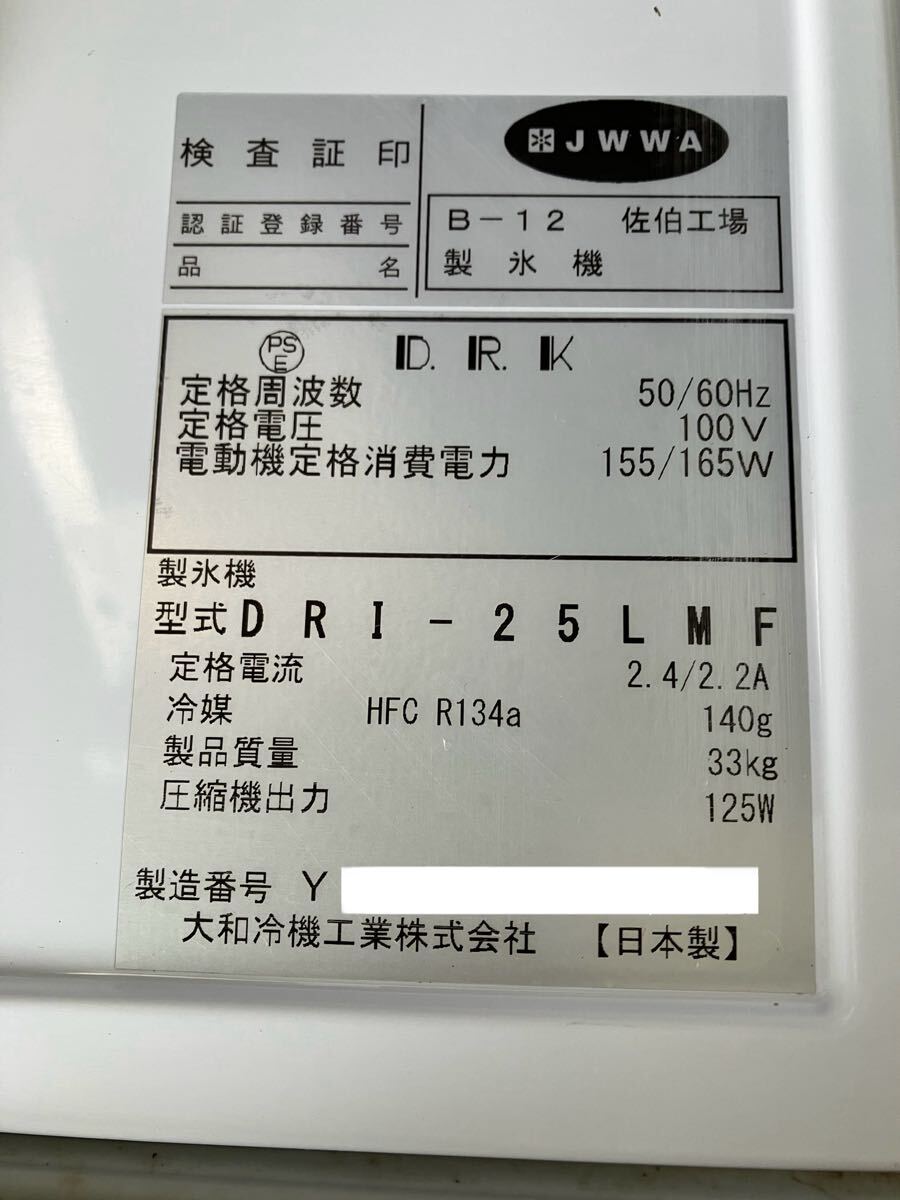 検査証印
JWWA
認証登録番号 B-12 佐伯工場
品名 製氷機
PSE D.R.K
定格周波数 50/60Hz
定格電圧 100V
電動機定格消費電力 155/165W
製氷機
型式 DRI-25LMF
定格電流 2.4/2.2A
冷媒 HFC R134a 140g
製品質量 33kg
圧縮機出力 125W
製造番号 Y
大和冷機工業株式会社 【日本製】